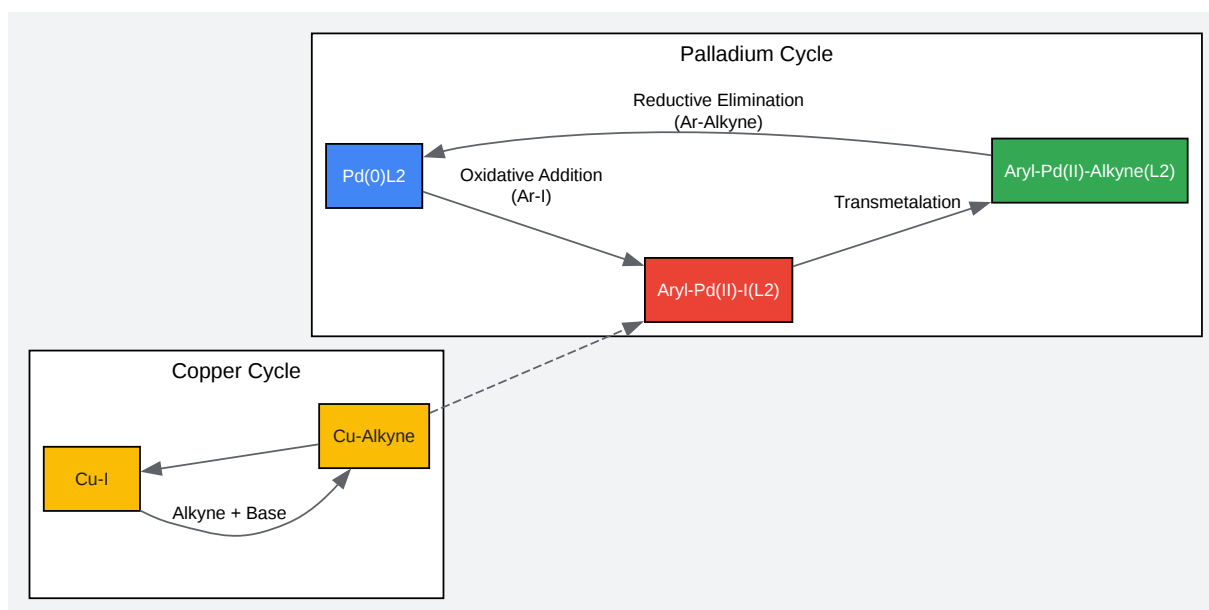 Palladium Cycle
Reductive Elimination
(Ar-Alkyne)
Pd(0)L2
Oxidative Addition
(Ar-I)
Aryl-Pd(II)-Alkyne(L2)
Transmetalation
Aryl-Pd(II)-I(L2)
Copper Cycle
Cu-Alkyne
Cu-I
Alkyne + Base